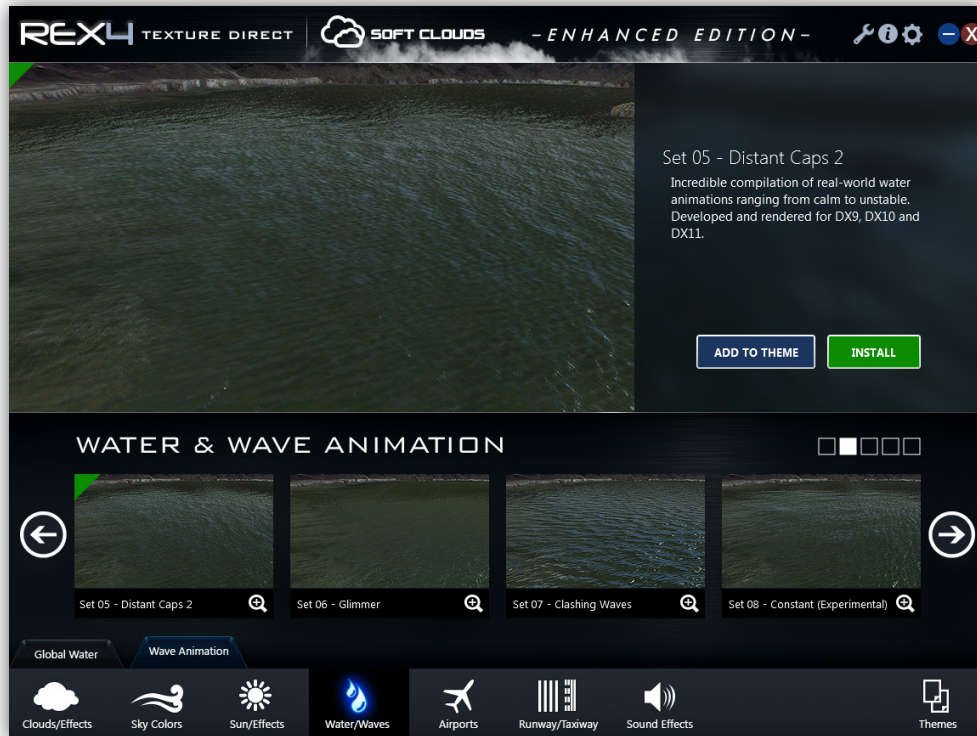 REX4 TEXTURE DIRECT SOFT CLOUDS -ENHANCED EDITION- X
Set 05 - Distant Caps 2
Incredible compilation of real-world water
animations ranging from calm to unstable.
Developed and rendered for DX9, DX10 and
DX11.
ADD TO THEME INSTALL
WATER & WAVE ANIMATION
Set 05 - Distant Caps 2 Set 06 - Glimmer Set 07 - Clashing Waves Set 08 - Constant (Experimental)
Global Water Wave Animation
Clouds/Effects Sky Colors Sun/Effects Water/Waves Airports Runway/Taxiway Sound Effects Themes